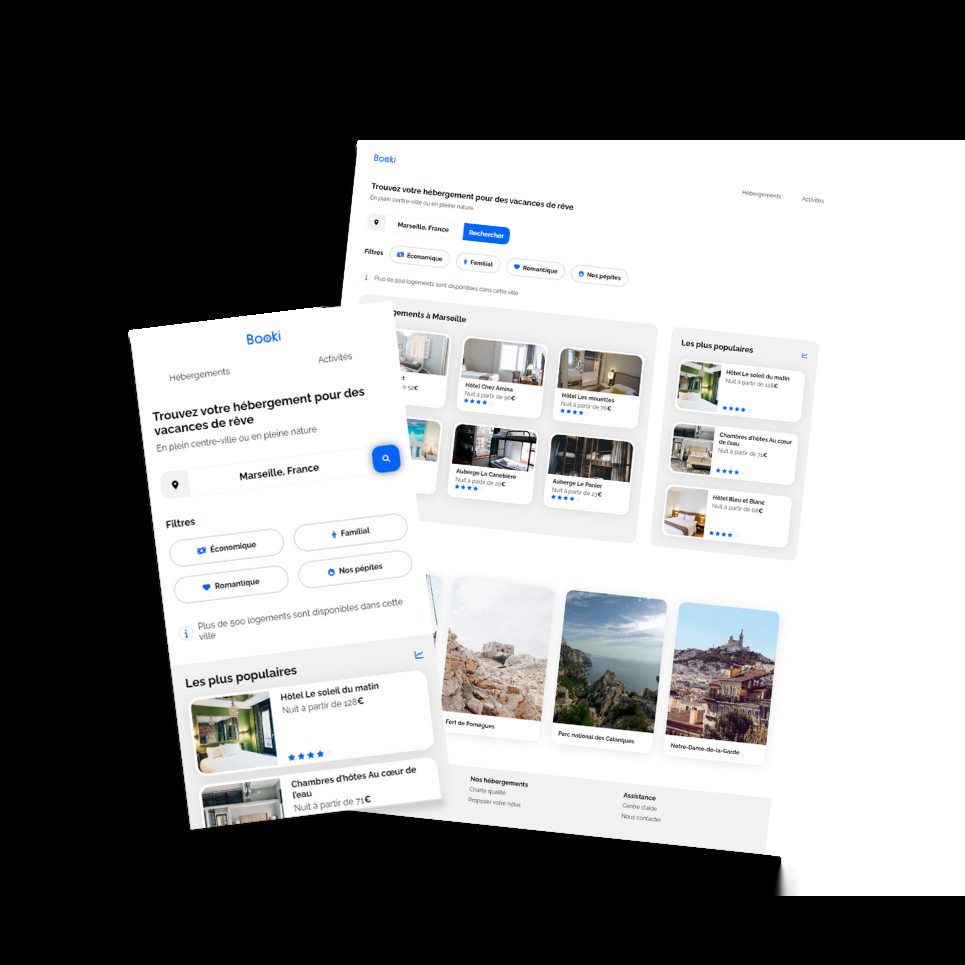 Booki
Hébergements
Activités
Trouvez votre hébergement pour des vacances de rêve
En plein centre-ville ou en pleine nature
Marseille, France
Rechercher
Filtres
Économique
Familial
Romantique
Nos pépites
Plus de 500 logements sont disponibles dans cette ville
gements à Marseille
52€
Hôtel Chez Amina
Nuit à partir de 96€
Hôtel Les mouettes
Nuit à partir de 76€
Auberge La Canebière
Nuit à partir de 25€
Auberge Le Panier
Nuit à partir de 23€
Les plus populaires
Hôtel Le soleil du matin
Nuit à partir de 128€
Chambres d'hôtes Au cœur
de l'eau
Nuit à partir de 71€
Hôtel Bleu et Blanc
Nuit à partir de 68€
Fort de Pomègues
Parc national des Calanques
Notre-Dame-de-la-Garde
Nos hébergements
Charte qualité
Proposer votre hôtel
Assistance
Centre d'aide
Nous contacter
Booki
Hébergements
Activités
Trouvez votre hébergement pour des
vacances de rêve
En plein centre-ville ou en pleine nature
Marseille, France
Filtres
Économique
Familial
Romantique
Nos pépites
Plus de 500 logements sont disponibles dans cette
ville
Les plus populaires
Hôtel Le soleil du matin
Nuit à partir de 128€
Chambres d'hôtes Au cœur de
l'eau
Nuit à partir de 71€